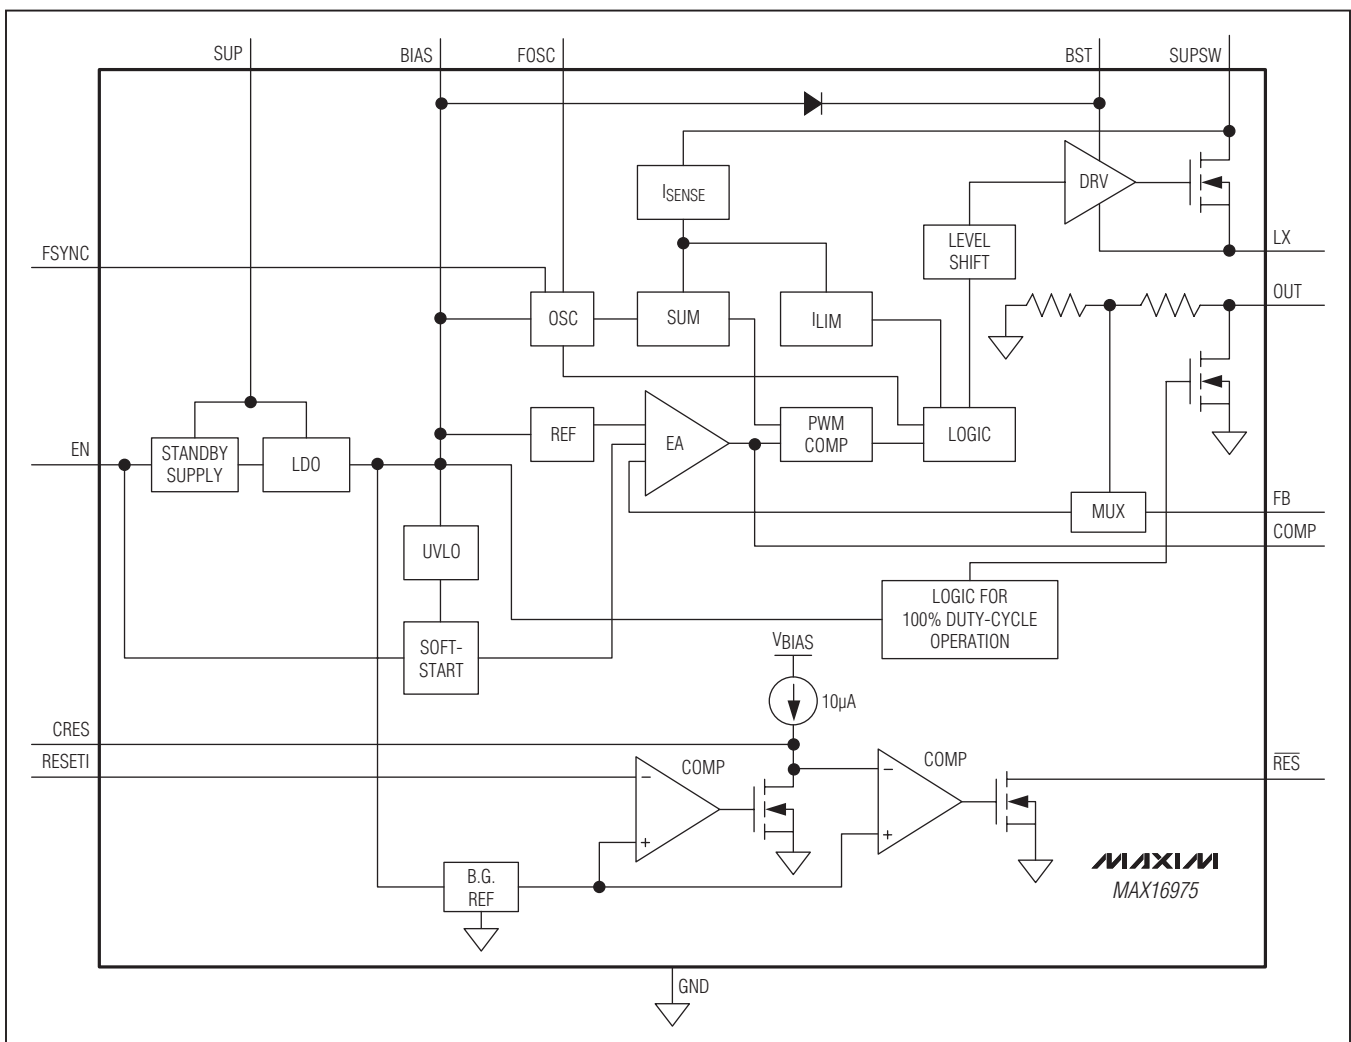 SUP
BIAS
FOSC
BST
SUPSW
ISENSE
DRV
LEVEL
SHIFT
LX
FSYNC
OUT
OSC
SUM
ILIM
REF
EA
PWM
COMP
LOGIC
EN
STANDBY
SUPPLY
LDO
MUX
FB
COMP
UVLO
LOGIC FOR
100% DUTY-CYCLE
OPERATION
SOFT-
START
VBIAS
10µA
CRES
RESETI
COMP
COMP
RES
−
+
−
+
B.G.
REF
MAXIM
MAX16975
GND